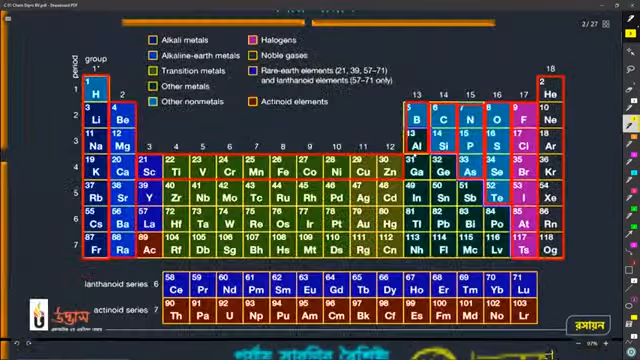 C 01 Chem Slipro BV.pdf - Drawboard PDF
2 / 27
Alkali metals
Halogens
Alkaline-earth metals
Noble gases
Transition metals
Rare-earth elements (21, 39, 57–71)
and lanthanoid elements
(57–71 only)
Other metals
Other nonmetals
Actinoid elements
period
group
1* 2 3 4 5 6 7 8 9 10 11 12 13 14 15 16 17 18
1 1 H 2 He
2 3 Li 4 Be 5 B 6 C 7 N 8 O 9 F 10 Ne
3 11 Na 12 Mg 13 Al 14 Si 15 P 16 S 17 Cl 18 Ar
4 19 K 20 Ca 21 Sc 22 Ti 23 V 24 Cr 25 Mn 26 Fe 27 Co 28 Ni 29 Cu 30 Zn 31 Ga 32 Ge 33 As 34 Se 35 Br 36 Kr
5 37 Rb 38 Sr 39 Y 40 Zr 41 Nb 42 Mo 43 Tc 44 Ru 45 Rh 46 Pd 47 Ag 48 Cd 49 In 50 Sn 51 Sb 52 Te 53 I 54 Xe
6 55 Cs 56 Ba 57 La 72 Hf 73 Ta 74 W 75 Re 76 Os 77 Ir 78 Pt 79 Au 80 Hg 81 Tl 82 Pb 83 Bi 84 Po 85 At 86 Rn
7 87 Fr 88 Ra 89 Ac 104 Rf 105 Db 106 Sg 107 Bh 108 Hs 109 Mt 110 Ds 111 Rg 112 Cn 113 Nh 114 Fl 115 Mc 116 Lv 117 Ts 118 Og
lanthanoid series 6 58 Ce 59 Pr 60 Nd 61 Pm 62 Sm 63 Eu 64 Gd 65 Tb 66 Dy 67 Ho 68 Er 69 Tm 70 Yb 71 Lu
actinoid series 7 90 Th 91 Pa 92 U 93 Np 94 Pu 95 Am 96 Cm 97 Bk 98 Cf 99 Es 100 Fm 101 Md 102 No 103 Lr
উদ্ভাস
রসায়ন
97%